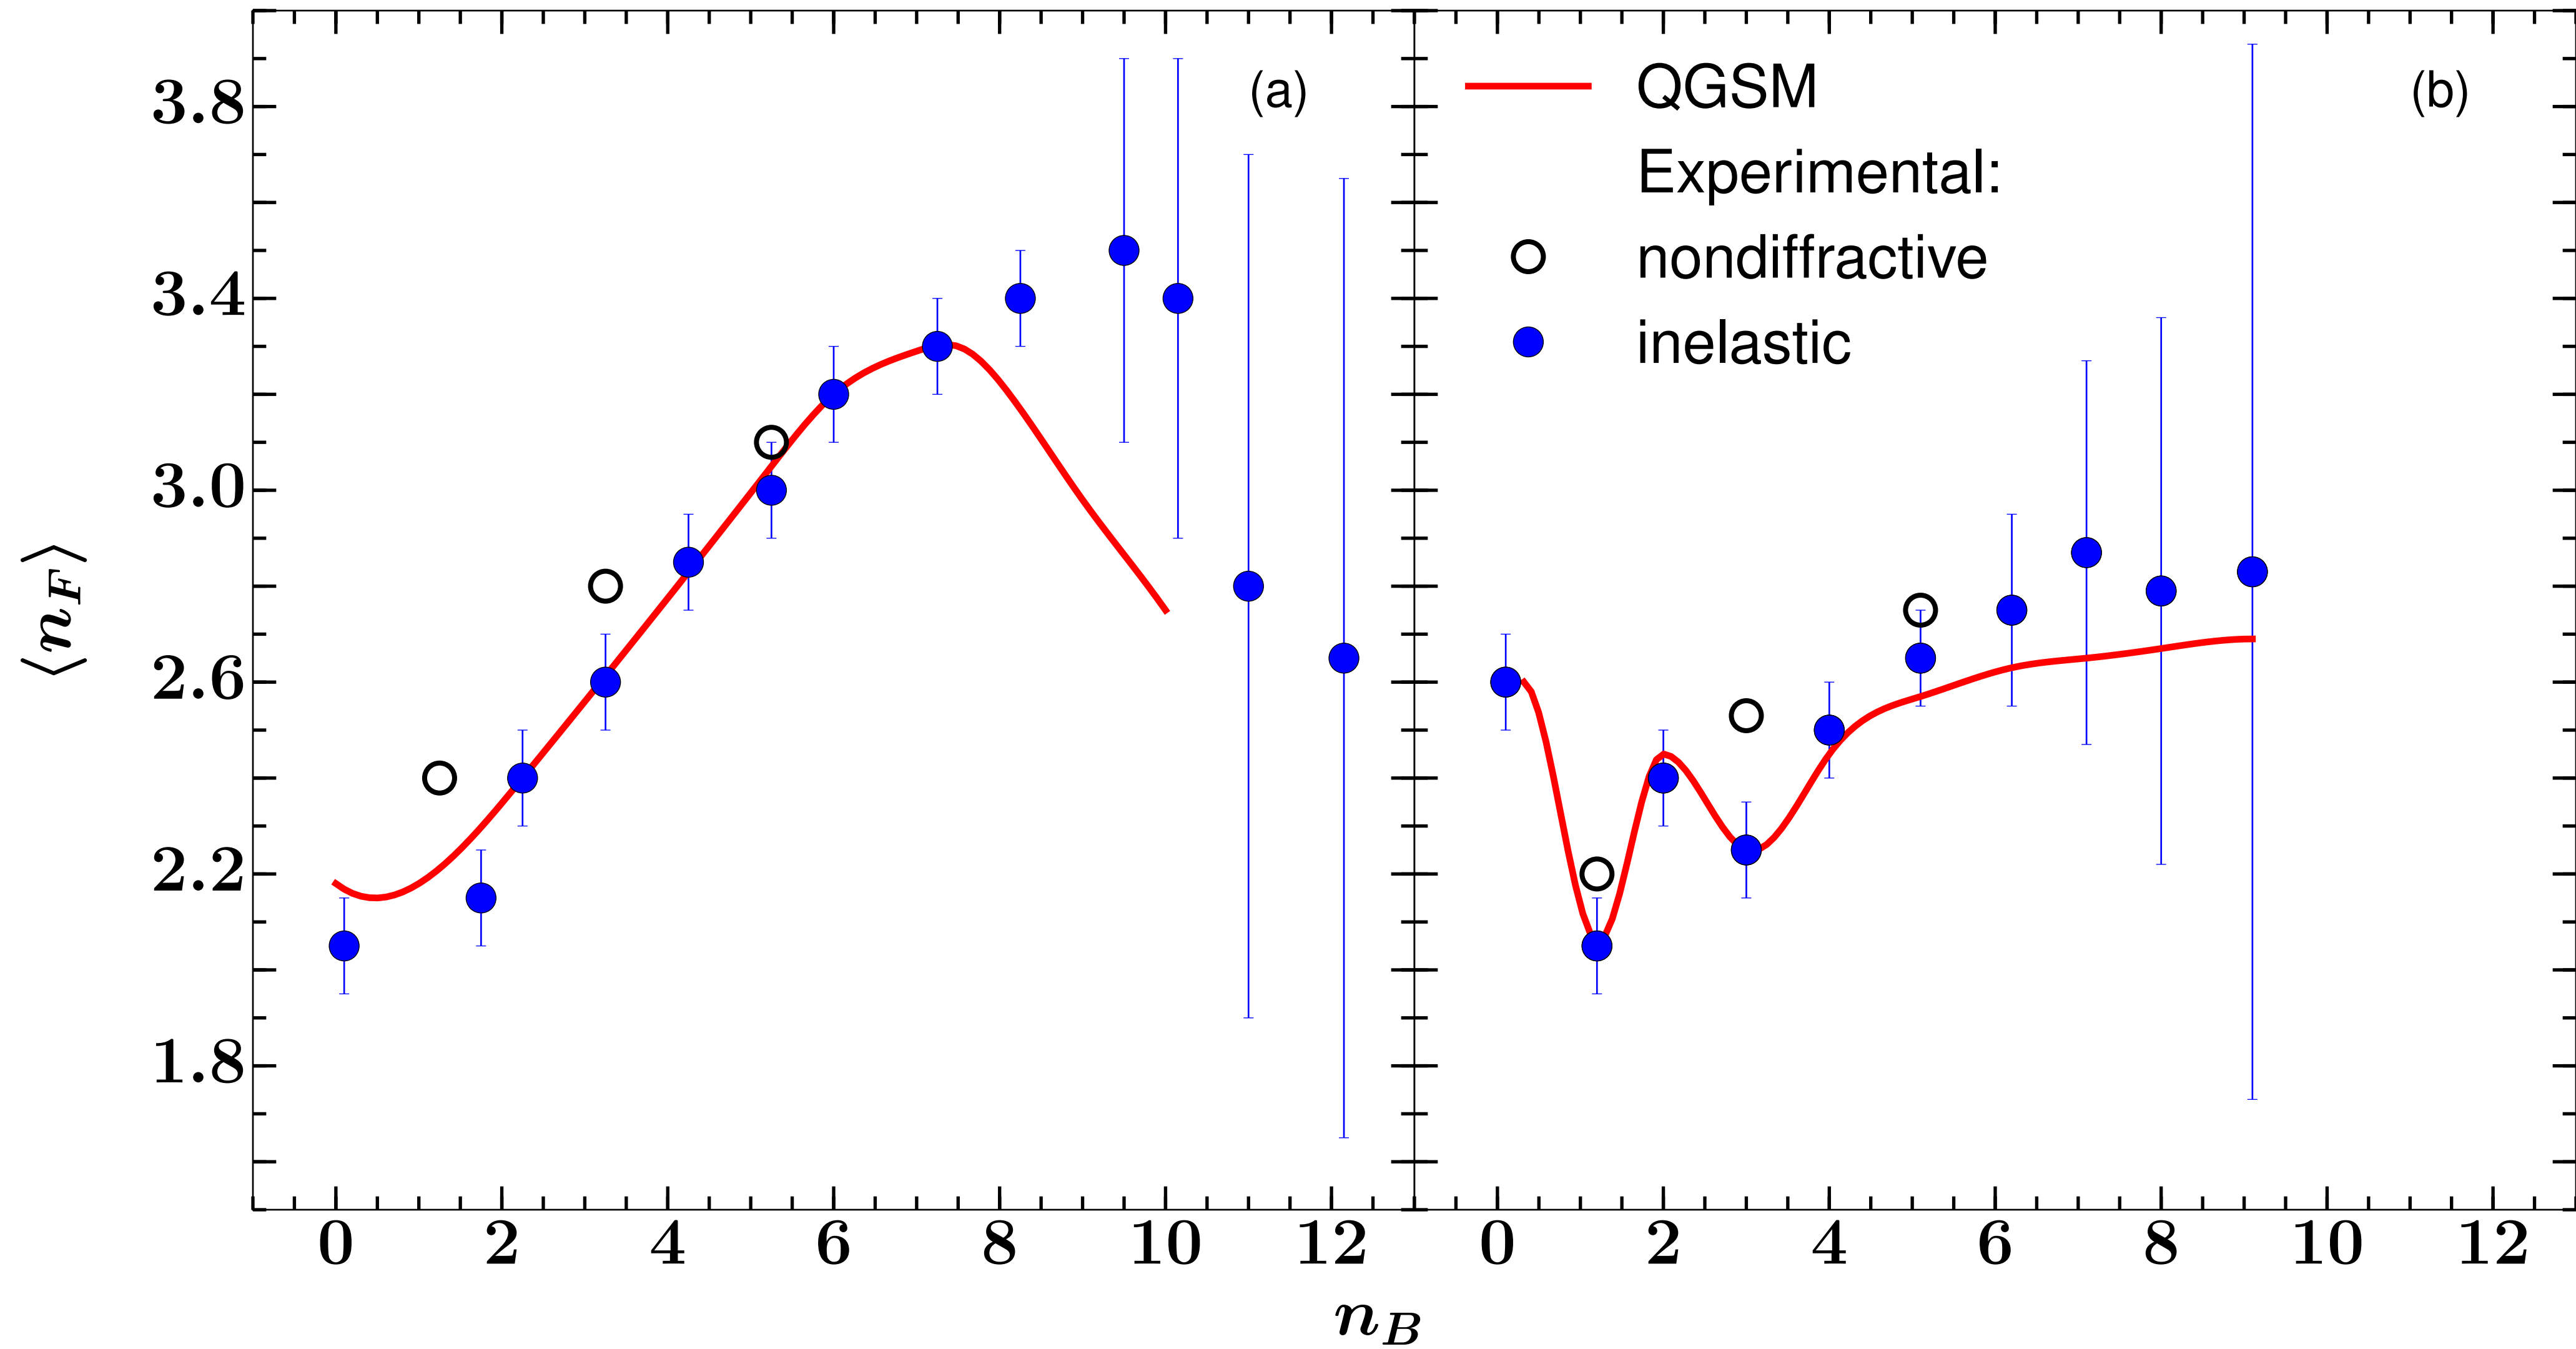 (a)
(b)
QGSM
Experimental:
nondiffractive
inelastic
3.8
3.4
3.0
2.6
2.2
1.8
⟨n_F⟩
0 2 4 6 8 10 12
0 2 4 6 8 10 12
n_B